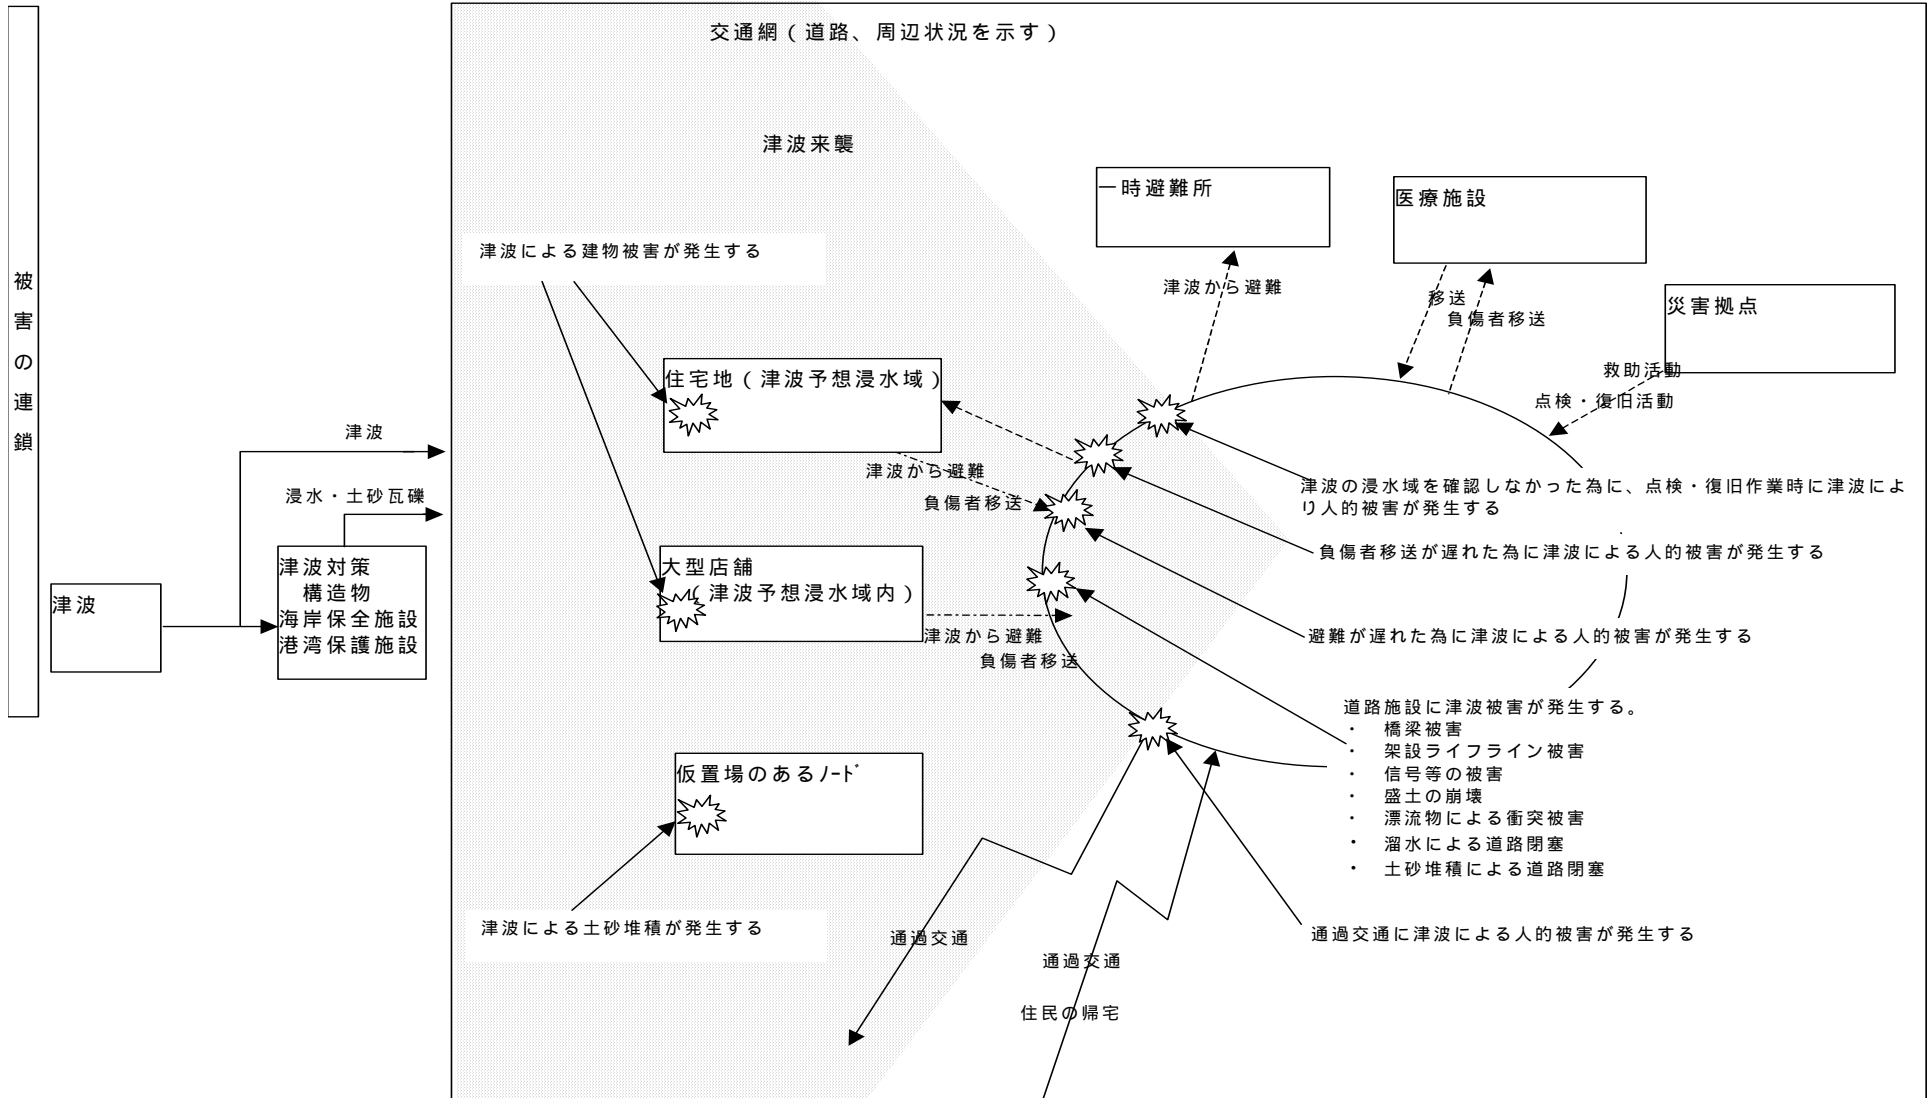 被害の連鎖
交通網（道路、周辺状況を示す）
津波来襲
一時避難所
医療施設
災害拠点
津波による建物被害が発生する
津波から避難
移送
負傷者移送
救助活動
点検・復旧活動
住宅地（津波予想浸水域）
津波
浸水・土砂瓦礫
津波から避難
負傷者移送
津波の浸水域を確認しなかった為に、点検・復旧作業時に津波によ
り人的被害が発生する
負傷者移送が遅れた為に津波による人的被害が発生する
津波
津波対策
構造物
海岸保全施設
港湾保護施設
大型店舗
（津波予想浸水域内）
津波から避難
負傷者移送
避難が遅れた為に津波による人的被害が発生する
道路施設に津波被害が発生する。
・ 橋梁被害
・ 架設ライフライン被害
・ 信号等の被害
・ 盛土の崩壊
・ 漂流物による衝突被害
・ 溜水による道路閉塞
・ 土砂堆積による道路閉塞
仮置場のあるﾉｰﾄﾞ
津波による土砂堆積が発生する
通過交通
通過交通
住民の帰宅
通過交通に津波による人的被害が発生する